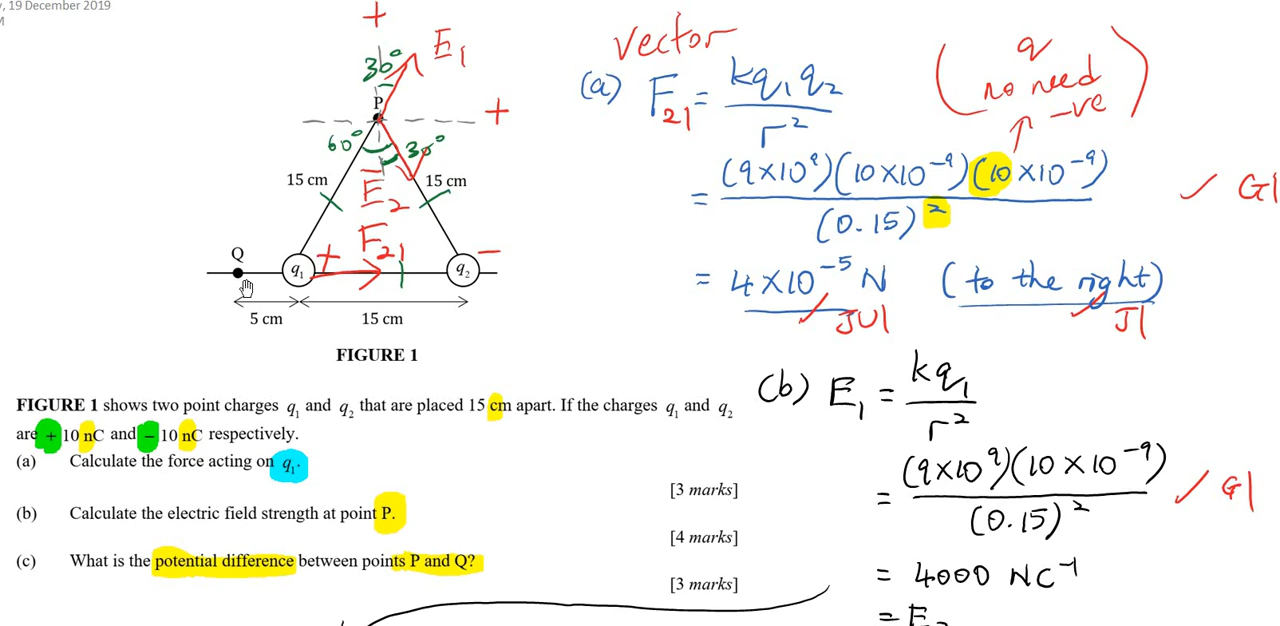 , 19 December 2019
M
+
30°
E1
P
+
60°
30°
15 cm
15 cm
E2
F21
Q
+
−
q1
q2
5 cm
15 cm
FIGURE 1
FIGURE 1 shows two point charges q1 and q2 that are placed 15 cm apart. If the charges q1 and q2
are + 10 nC and − 10 nC respectively.
(a) Calculate the force acting on q1.
[3 marks]
(b) Calculate the electric field strength at point P.
[4 marks]
(c) What is the potential difference between points P and Q?
[3 marks]
vector
(a) F21 = kq1q2 / r²
( q
no need
-ve )
= (9×10⁹)(10×10⁻⁹)(10×10⁻⁹) / (0.15)² ✓ G1
= 4×10⁻⁵ N (to the right)
✓ JU1 ✓ J1
(b) E1 = kq1 / r²
= (9×10⁹)(10×10⁻⁹) / (0.15)² ✓ G1
= 4000 NC⁻¹